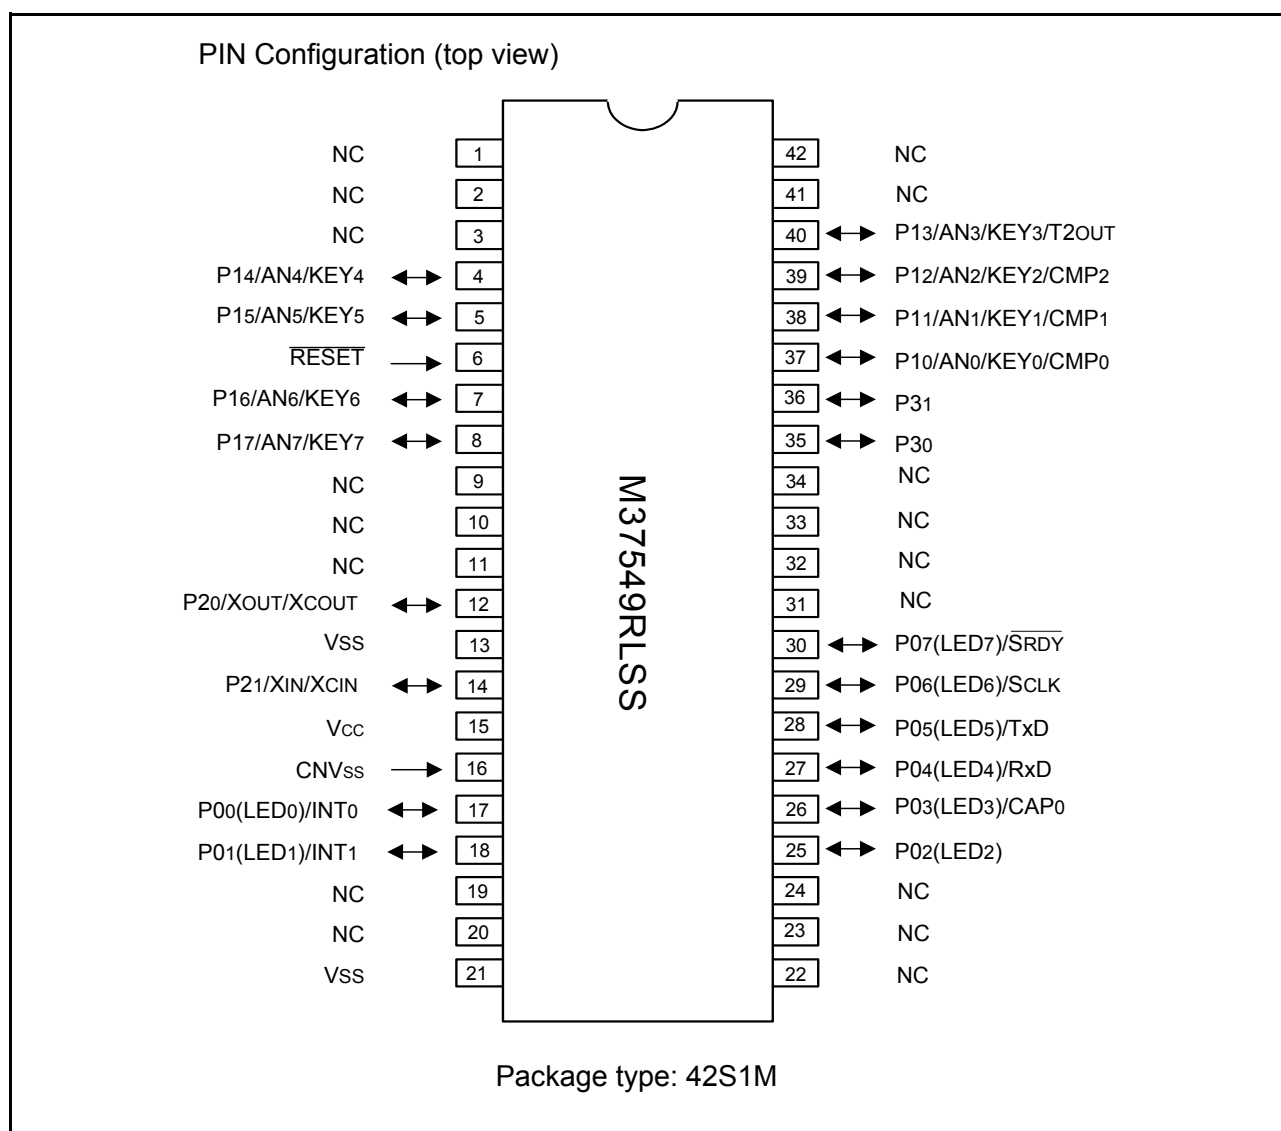 PIN Configuration (top view)
NC 1 42 NC
NC 2 41 NC
NC 3 40 P13/AN3/KEY3/T2OUT
P14/AN4/KEY4 4 39 P12/AN2/KEY2/CMP2
P15/AN5/KEY5 5 38 P11/AN1/KEY1/CMP1
RESET 6 37 P10/AN0/KEY0/CMP0
P16/AN6/KEY6 7 36 P31
P17/AN7/KEY7 8 35 P30
NC 9 34 NC
NC 10 33 NC
NC 11 32 NC
P20/XOUT/XCOUT 12 31 NC
VSS 13 30 P07(LED7)/SRDY
P21/XIN/XCIN 14 29 P06(LED6)/SCLK
VCC 15 28 P05(LED5)/TxD
CNVSS 16 27 P04(LED4)/RxD
P00(LED0)/INT0 17 26 P03(LED3)/CAP0
P01(LED1)/INT1 18 25 P02(LED2)
NC 19 24 NC
NC 20 23 NC
VSS 21 22 NC
M37549RLSS
Package type: 42S1M